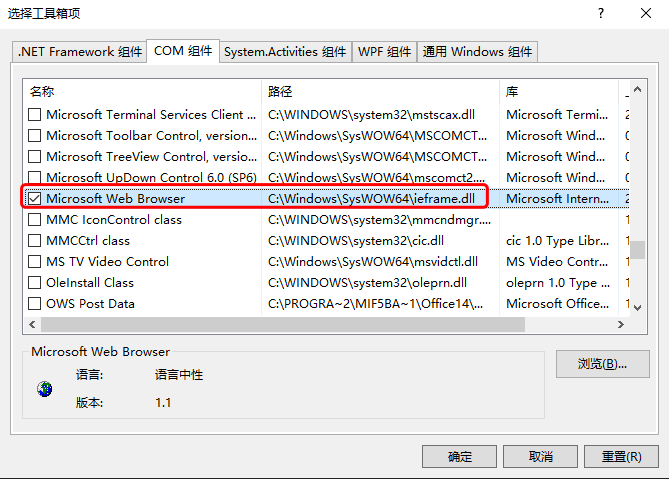 选择工具箱项
.NET Framework 组件 COM 组件 System.Activities 组件 WPF 组件 通用 Windows 组件
名称 路径 库
Microsoft Terminal Services Client ... C:\WINDOWS\system32\mstscax.dll Microsoft Termi... 2
Microsoft Toolbar Control, version... C:\Windows\SysWOW64\MSCOMCT... Microsoft Wind... 0
Microsoft TreeView Control, version... C:\Windows\SysWOW64\MSCOMCT... Microsoft Wind... 0
Microsoft UpDown Control 6.0 (SP6) C:\Windows\SysWOW64\mscomct2.... Microsoft Wind...
Microsoft Web Browser C:\Windows\SysWOW64\ieframe.dll Microsoft Intern... 2
MMC IconControl class C:\WINDOWS\system32\mmcndmgr.... 1
MMCCtrl class C:\WINDOWS\system32\cic.dll cic 1.0 Type Libr... 1
MS TV Video Control C:\Windows\SysWOW64\msvidctl.dll MS Video Contr... 1
OleInstall Class C:\WINDOWS\system32\oleprn.dll oleprn 1.0 Type ... 1
OWS Post Data C:\PROGRA~2\MIF5BA~1\Office14\... Microsoft Office... 1
Microsoft Web Browser
浏览(B)...
语言: 语言中性
版本: 1.1
确定 取消 重置(R)